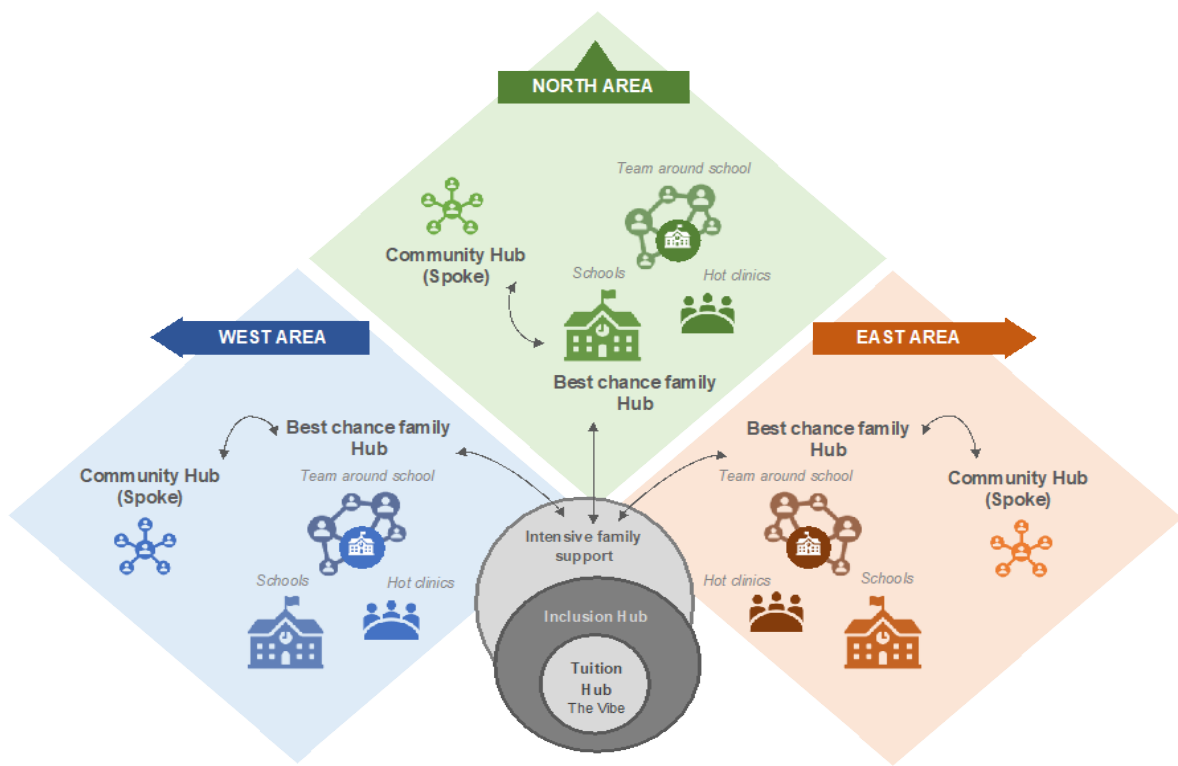 NORTH AREA
Team around school
Community Hub
(Spoke)
Schools
Hot clinics
Best chance family
Hub
WEST AREA
Best chance family
Hub
Community Hub
(Spoke)
Team around school
Schools
Hot clinics
EAST AREA
Best chance family
Hub
Team around school
Community Hub
(Spoke)
Hot clinics
Schools
Intensive family
support
Inclusion Hub
Tuition
Hub
The Vibe